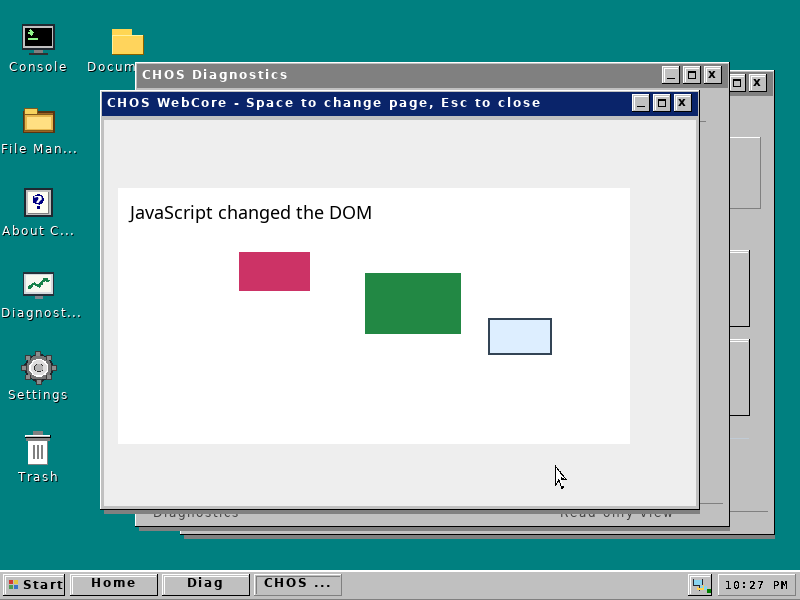 Console
Docum
CHOS Diagnostics
CHOS WebCore - Space to change page, Esc to close
File Man...
JavaScript changed the DOM
About C...
Diagnost...
Settings
Trash
Diagnostics
Read only view
Start
Home
Diag
CHOS ...
10:27 PM